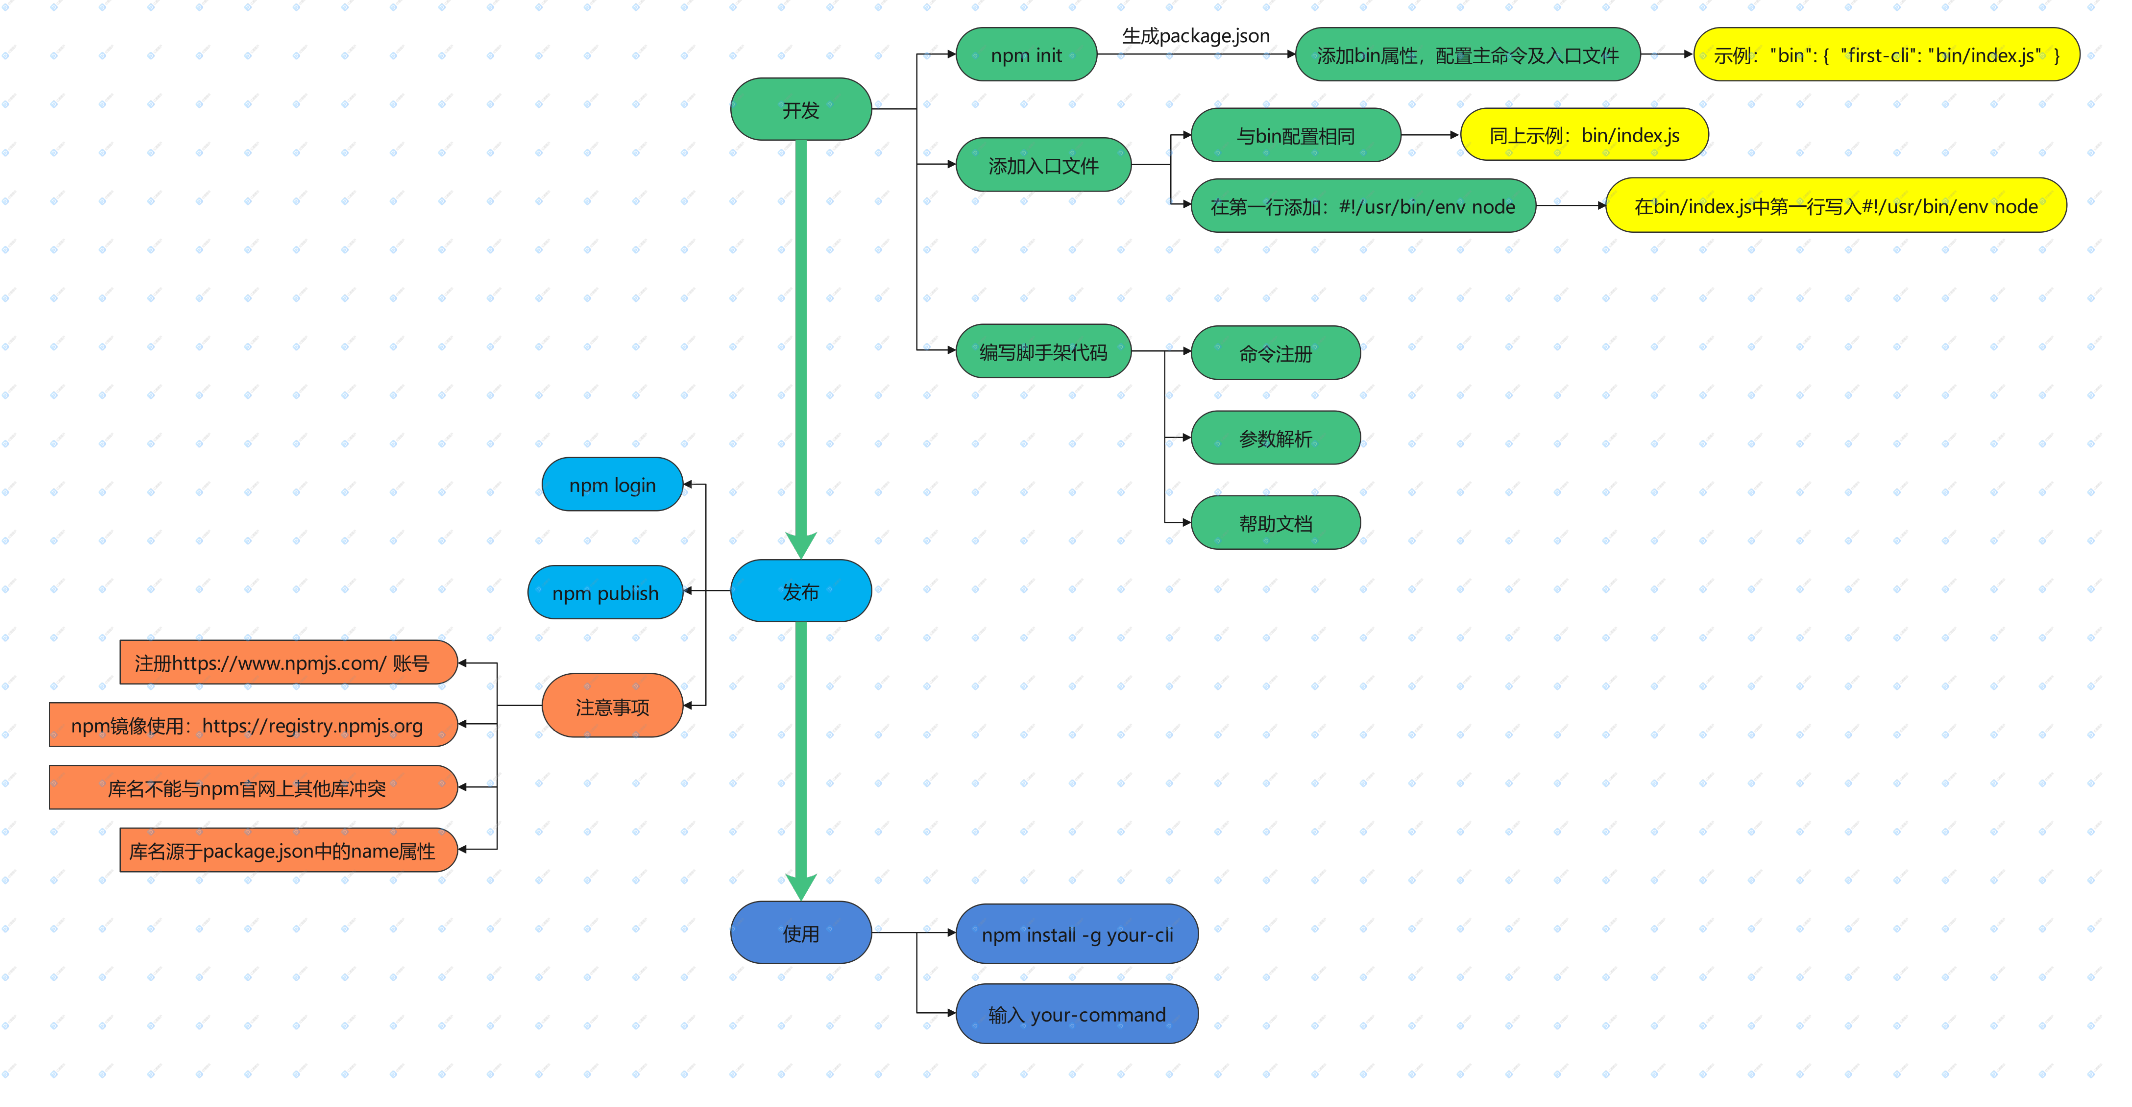 开发
npm init
生成package.json
添加bin属性，配置主命令及入口文件
示例："bin": { "first-cli": "bin/index.js" }
添加入口文件
与bin配置相同
同上示例：bin/index.js
在第一行添加：#!/usr/bin/env node
在bin/index.js中第一行写入#!/usr/bin/env node
编写脚手架代码
命令注册
参数解析
帮助文档
发布
npm login
npm publish
注意事项
注册https://www.npmjs.com/ 账号
npm镜像使用：https://registry.npmjs.org
库名不能与npm官网上其他库冲突
库名源于package.json中的name属性
使用
npm install -g your-cli
输入 your-command